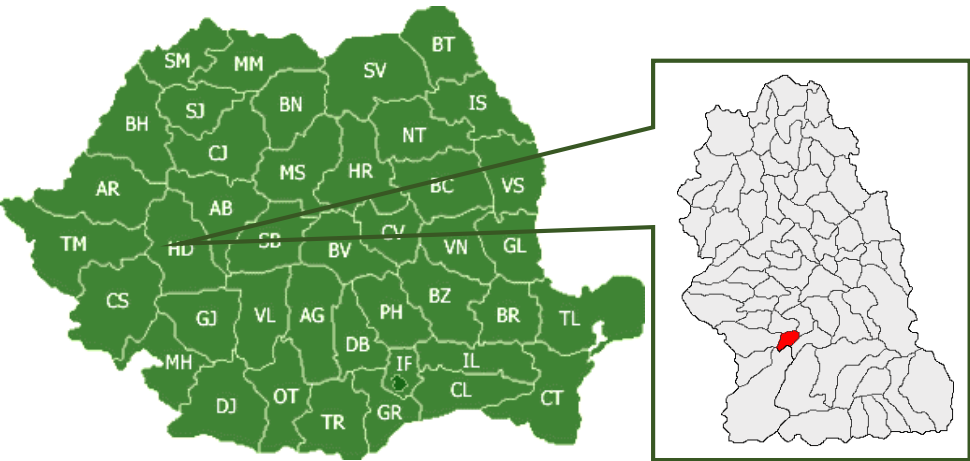 BT
SM
MM
SV
BN
IS
SJ
BH
NT
CJ
MS
HR
BC
VS
AR
AB
TM
HD
SB
BV
CV
VN
GL
CS
GJ
VL
AG
PH
BZ
BR
TL
DB
MH
IF
IL
OT
CL
CT
DJ
TR
GR